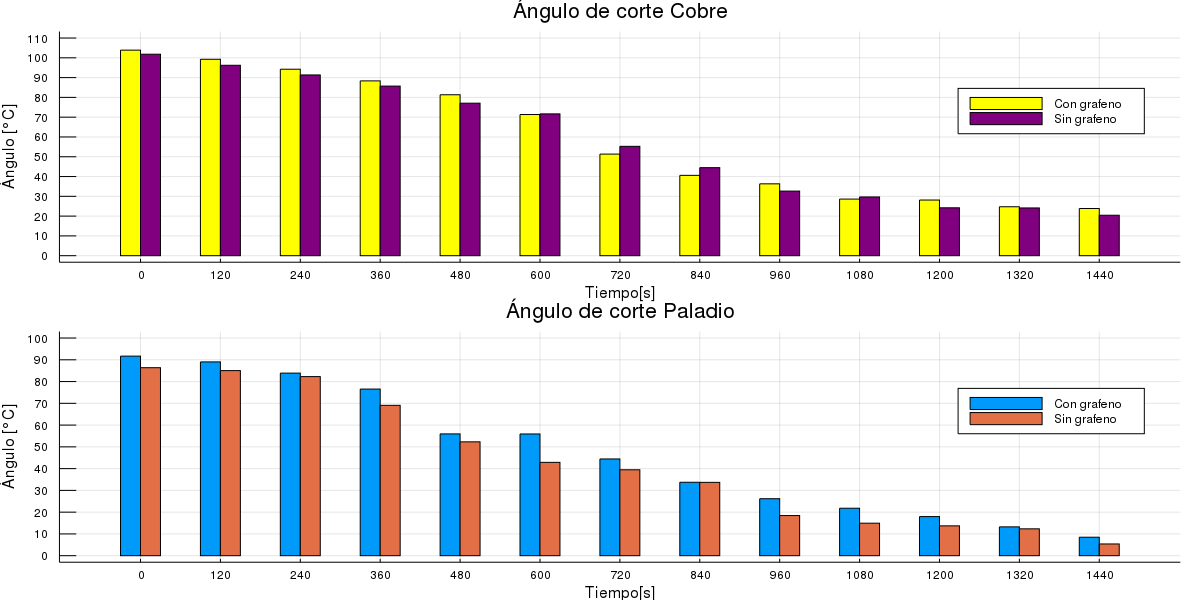 Ángulo de corte Cobre
Ángulo [°C]
110
100
90
80
70
60
50
40
30
20
10
0
Con grafeno
Sin grafeno
0 120 240 360 480 600 720 840 960 1080 1200 1320 1440
Tiempo[s]
Ángulo de corte Paladio
Ángulo [°C]
100
90
80
70
60
50
40
30
20
10
0
Con grafeno
Sin grafeno
0 120 240 360 480 600 720 840 960 1080 1200 1320 1440
Tiempo[s]